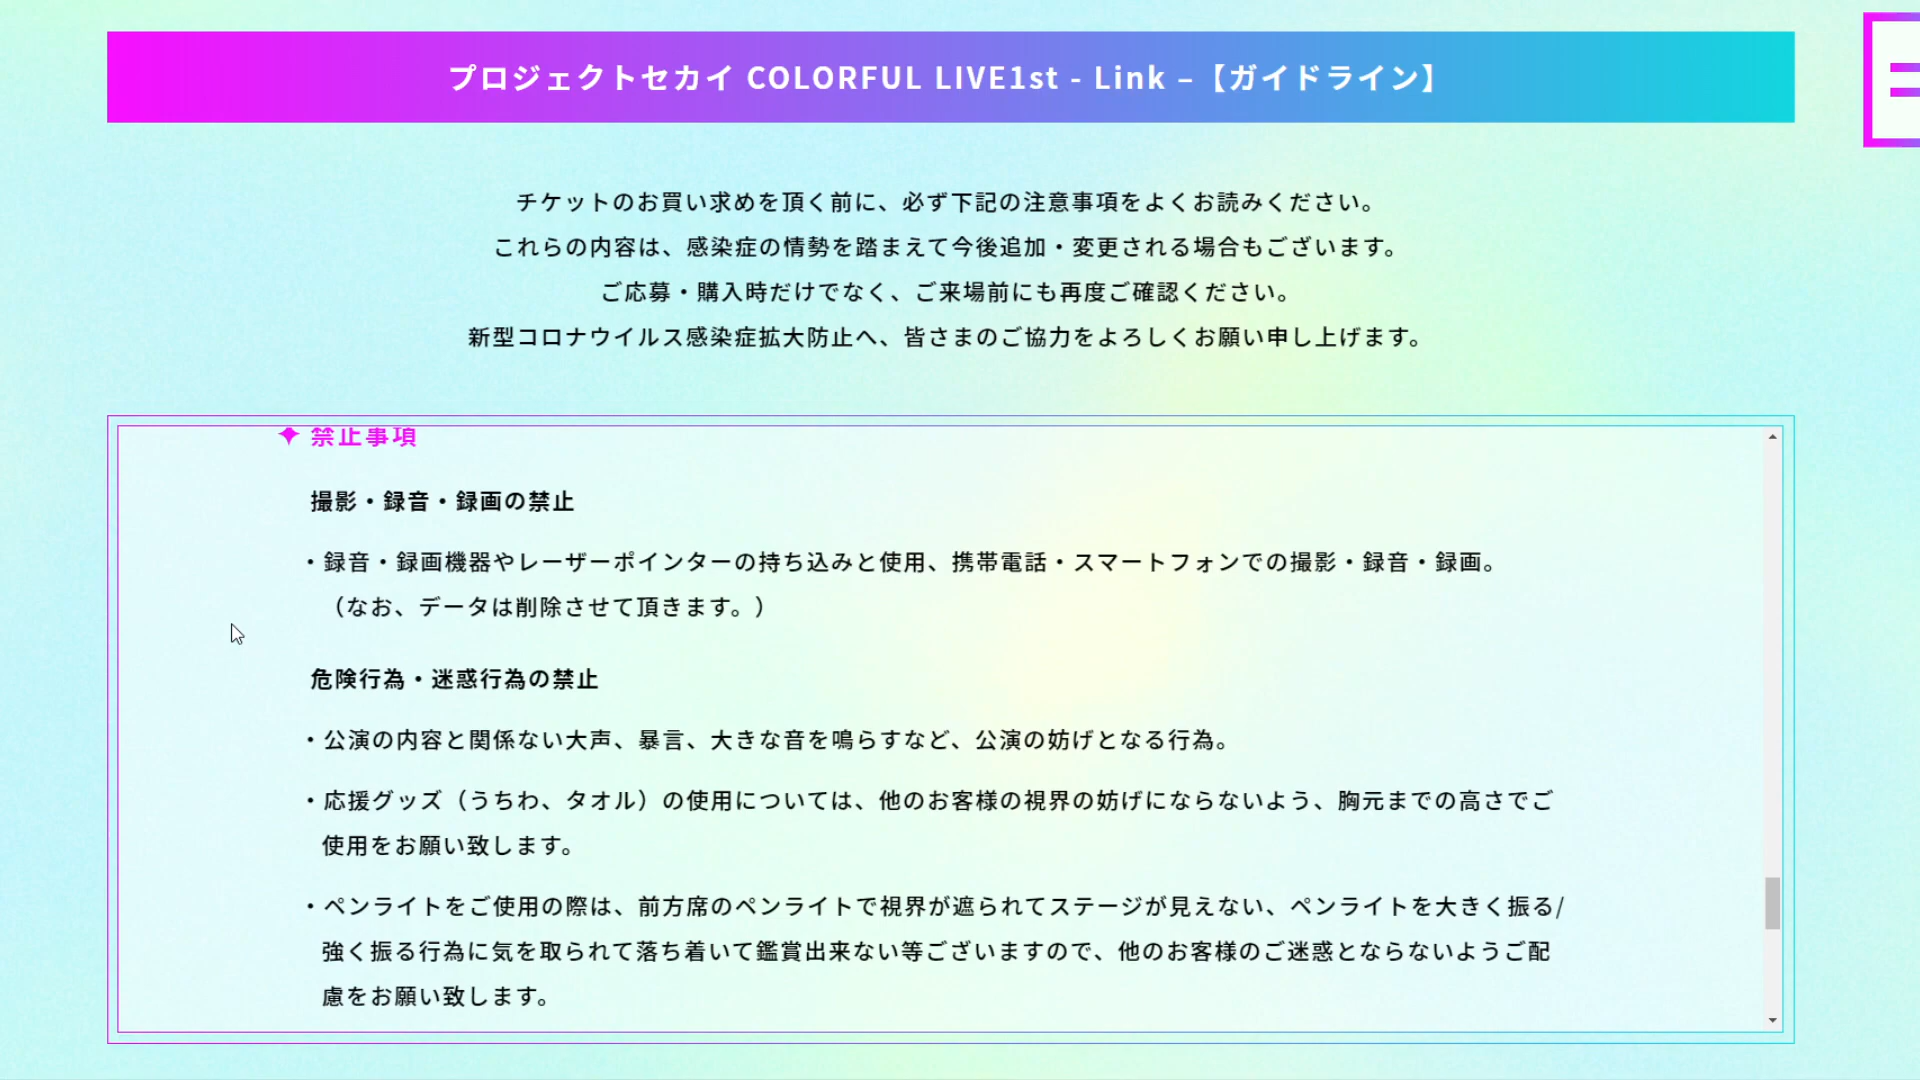 プロジェクトセカイ COLORFUL LIVE1st - Link –【ガイドライン】
チケットのお買い求めを頂く前に、必ず下記の注意事項をよくお読みください。
これらの内容は、感染症の情勢を踏まえて今後追加・変更される場合もございます。
ご応募・購入時だけでなく、ご来場前にも再度ご確認ください。
新型コロナウイルス感染症拡大防止へ、皆さまのご協力をよろしくお願い申し上げます。
✦ 禁止事項
撮影・録音・録画の禁止
・録音・録画機器やレーザーポインターの持ち込みと使用、携帯電話・スマートフォンでの撮影・録音・録画。
（なお、データは削除させて頂きます。）
危険行為・迷惑行為の禁止
・公演の内容と関係ない大声、暴言、大きな音を鳴らすなど、公演の妨げとなる行為。
・応援グッズ（うちわ、タオル）の使用については、他のお客様の視界の妨げにならないよう、胸元までの高さでご
使用をお願い致します。
・ペンライトをご使用の際は、前方席のペンライトで視界が遮られてステージが見えない、ペンライトを大きく振る/
強く振る行為に気を取られて落ち着いて鑑賞出来ない等ございますので、他のお客様のご迷惑とならないようご配
慮をお願い致します。